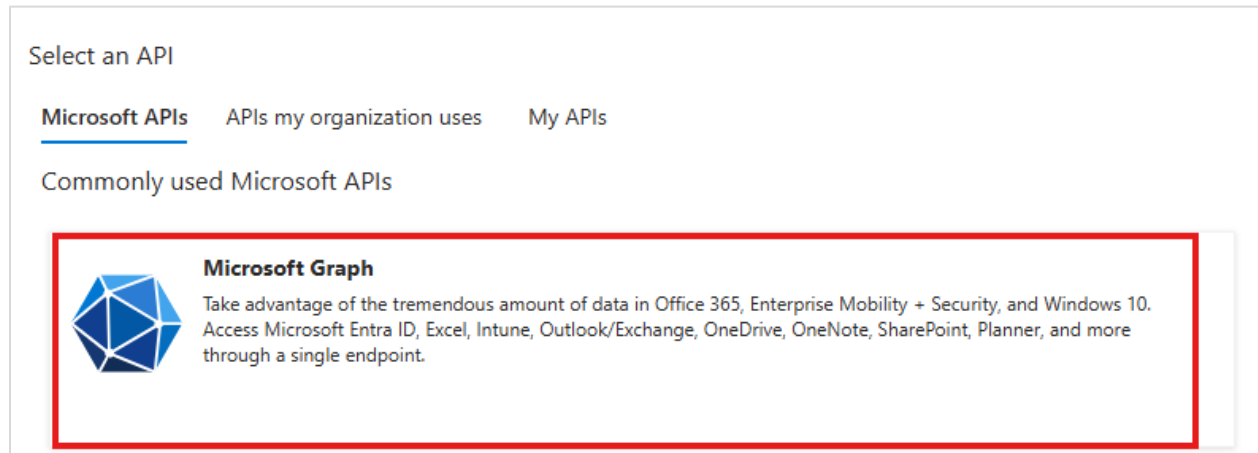 Select an API
Microsoft APIs APIs my organization uses My APIs
Commonly used Microsoft APIs
Microsoft Graph
Take advantage of the tremendous amount of data in Office 365, Enterprise Mobility + Security, and Windows 10.
Access Microsoft Entra ID, Excel, Intune, Outlook/Exchange, OneDrive, OneNote, SharePoint, Planner, and more
through a single endpoint.